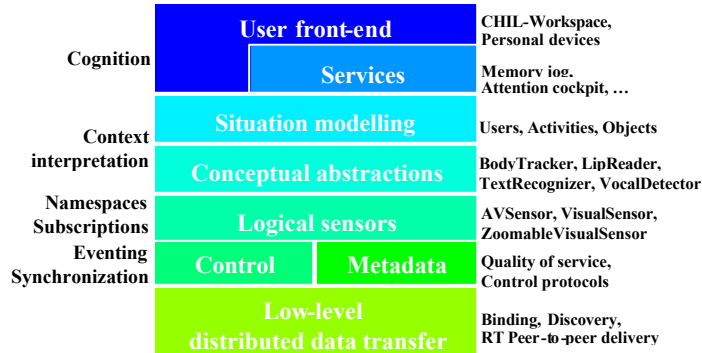 User front-end
CHIL-Workspace,
Personal devices
Cognition
Services
Memory jog,
Attention cockpit, ...
Situation modelling
Users, Activities, Objects
Context
interpretation
Conceptual abstractions
BodyTracker, LipReader,
TextRecognizer, VocalDetector
Namespaces
Subscriptions
Logical sensors
AVSensor, VisualSensor,
ZoomableVisualSensor
Eventing
Synchronization
Control
Metadata
Quality of service,
Control protocols
Low-level
distributed data transfer
Binding, Discovery,
RT Peer-to-peer delivery